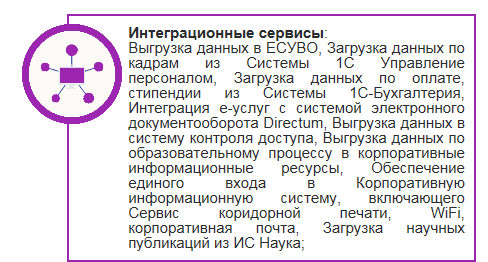 Интеграционные сервисы:
Выгрузка данных в ЕСУВО, Загрузка данных по
кадрам из Системы 1С Управление
персоналом, Загрузка данных по оплате,
стипендии из Системы 1С-Бухгалтерия,
Интеграция е-услуг с системой электронного
документооборота Directum, Выгрузка данных в
систему контроля доступа, Выгрузка данных по
образовательному процессу в корпоративные
информационные ресурсы, Обеспечение
единого входа в Корпоративную
информационную систему, включающего
Сервис коридорной печати, WiFi,
корпоративная почта, Загрузка научных
публикаций из ИС Наука;